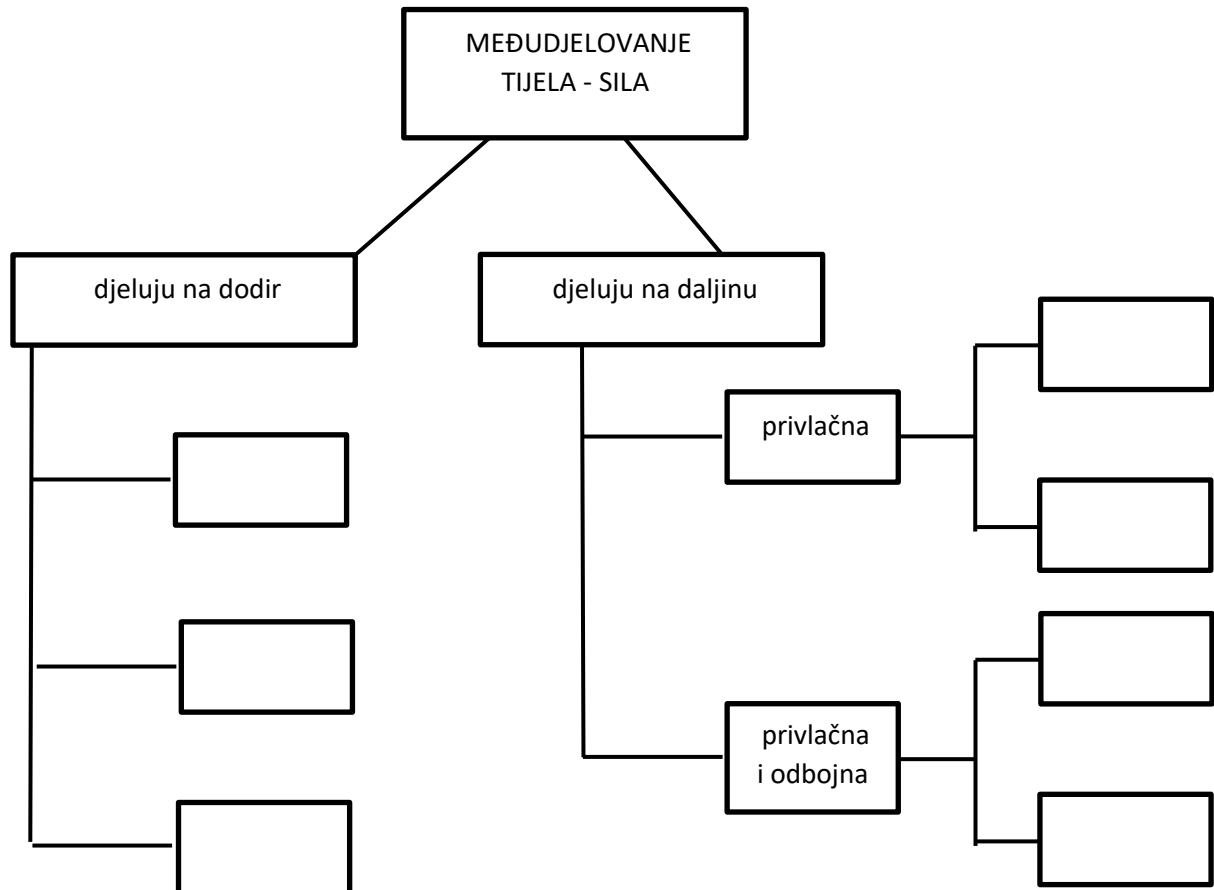 MEĐUDJELOVANJE
TIJELA - SILA
djeluju na dodir
djeluju na daljinu
privlačna
privlačna
i odbojna